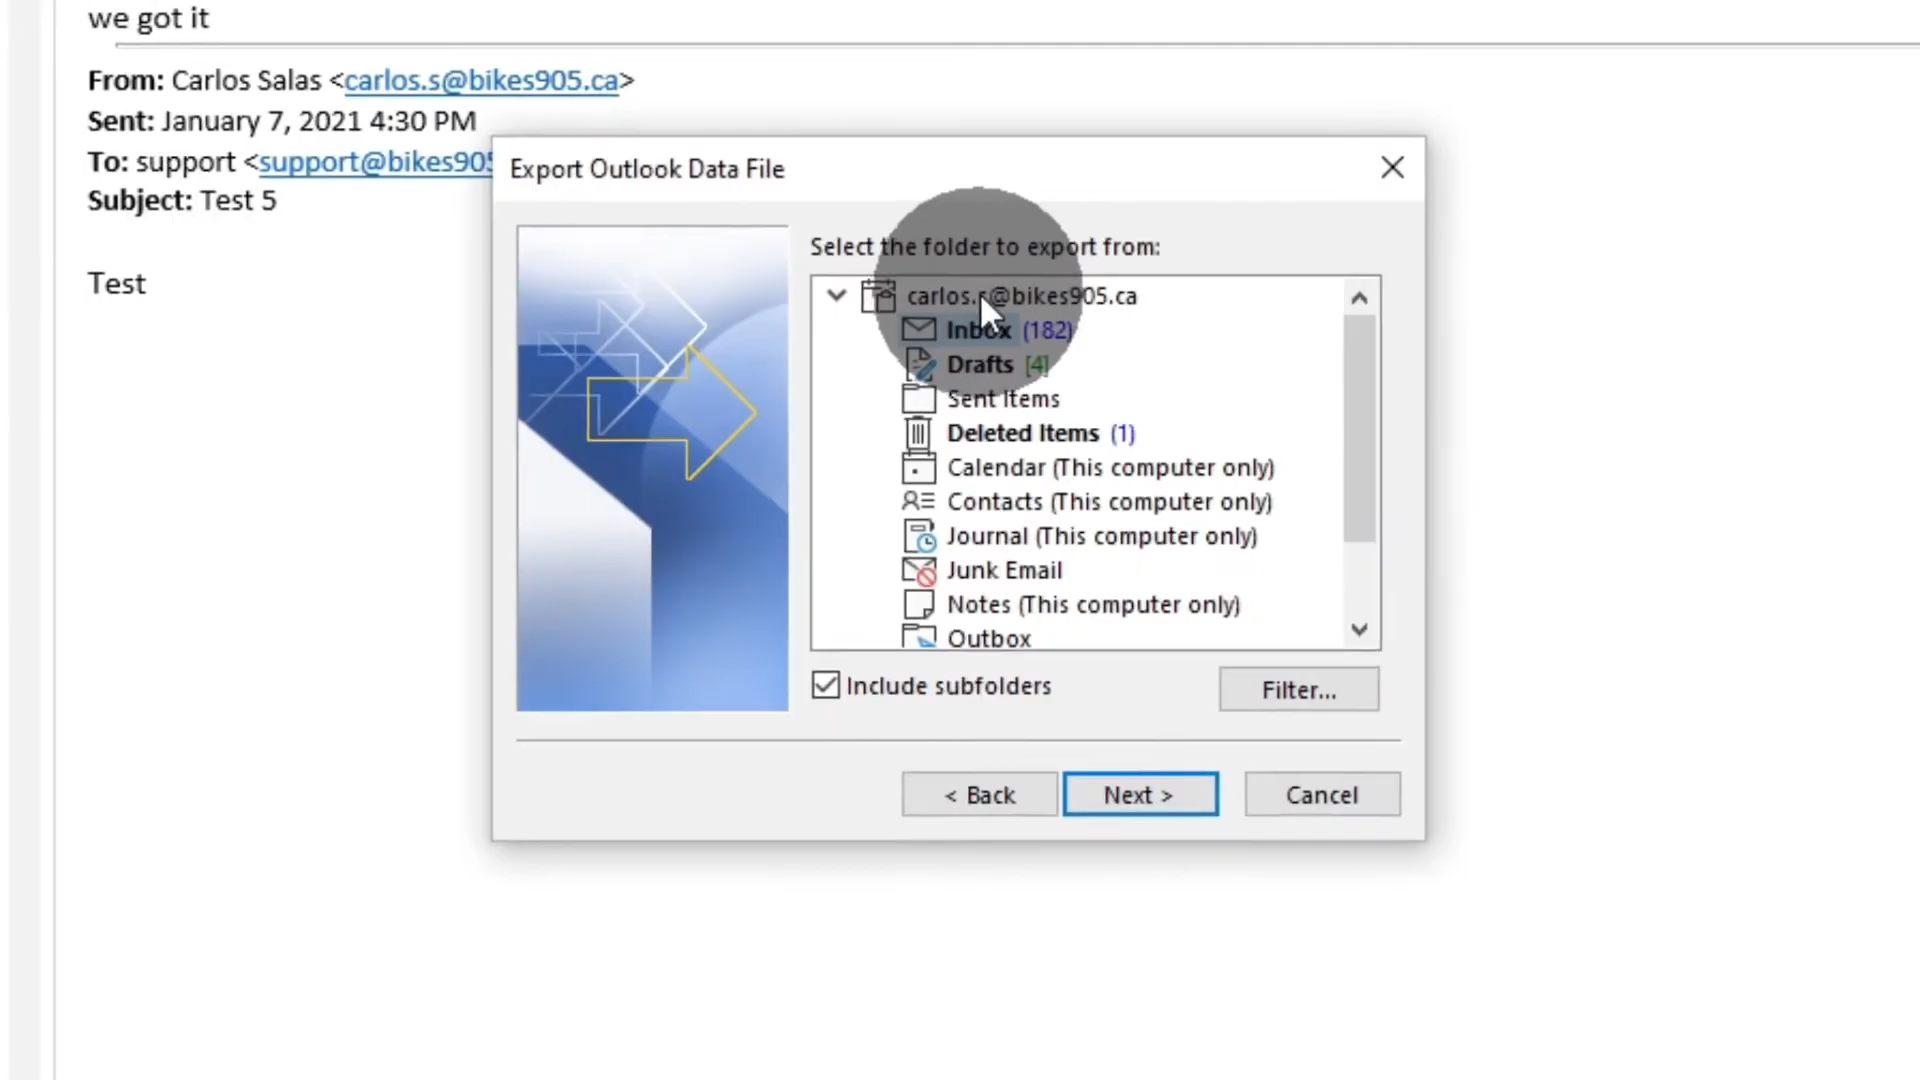 we got it
From: Carlos Salas <carlos.s@bikes905.ca>
Sent: January 7, 2021 4:30 PM
To: support <support@bikes905
Subject: Test 5
Test
Export Outlook Data File
Select the folder to export from:
carlos.s@bikes905.ca
Inbox (182)
Drafts [4]
Sent Items
Deleted Items (1)
Calendar (This computer only)
Contacts (This computer only)
Journal (This computer only)
Junk Email
Notes (This computer only)
Outbox
Include subfolders
Filter...
< Back
Next >
Cancel